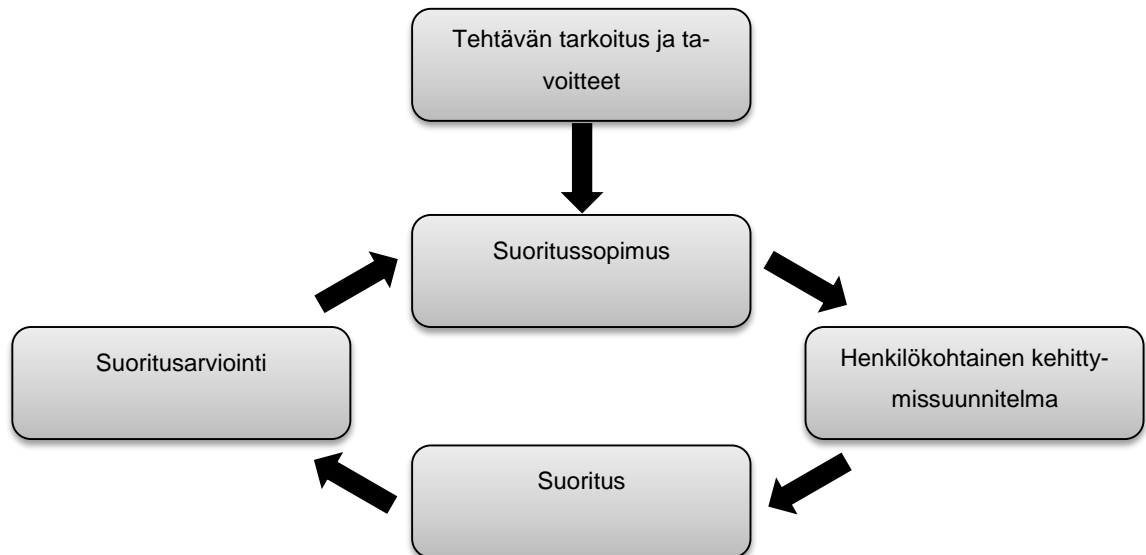 Tehtävän tarkoitus ja ta-
voitteet
Suoritussopimus
Suoritusarviointi
Henkilökohtainen kehitty-
missuunnitelma
Suoritus